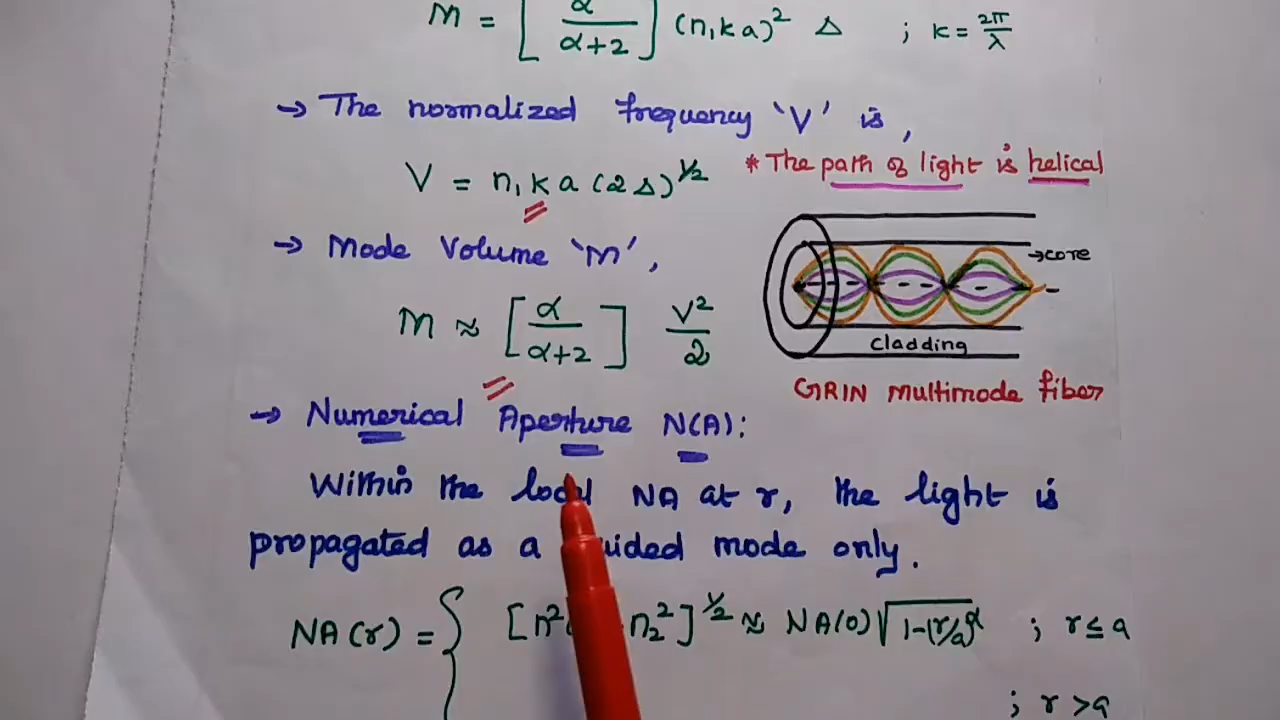 M = [α/α+2] (n₁ka)² Δ ; k = 2π/λ
→ The normalized frequency 'V' is,
V = n₁ka(2Δ)^1/2
* The path of light is helical
→ Mode Volume 'M',
M ≈ [α/α+2] V²/2
→ core
Cladding
GRIN multimode fiber
→ Numerical Aperture N(A):
Within the local NA at r, the light is
propagated as a guided mode only.
NA(r) = { [n² n₂²]^1/2 ≈ NA(0)√1-(r/a)^α ; r ≤ a
; r > a